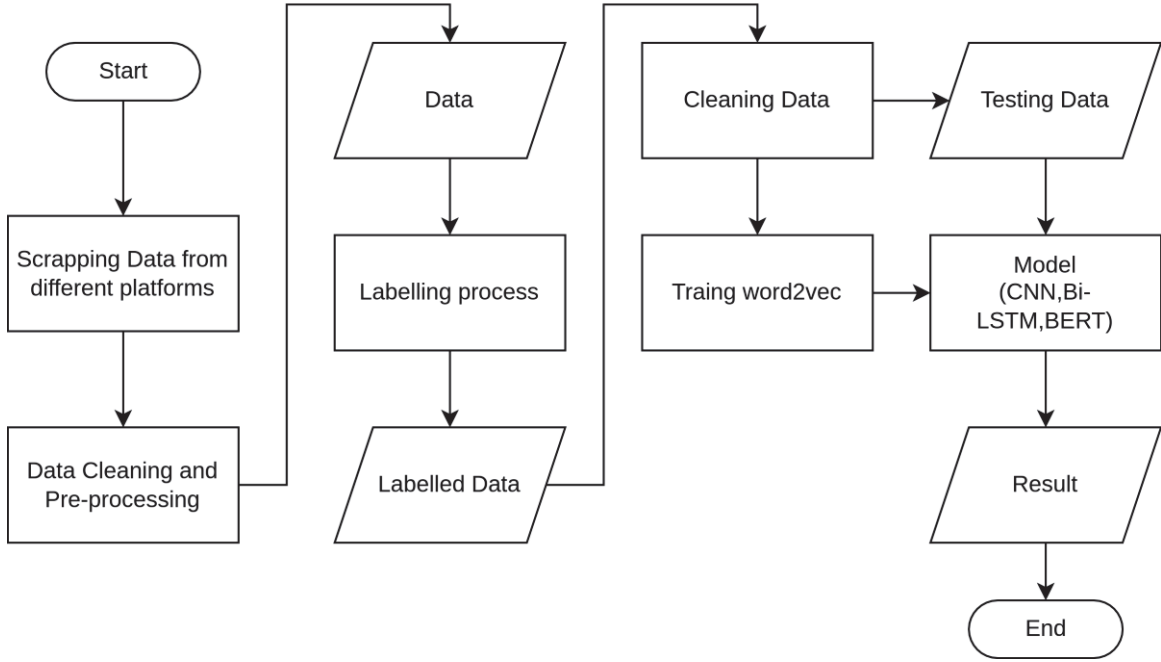 Start
Scrapping Data from
different platforms
Data Cleaning and
Pre-processing
Data
Labelling process
Labelled Data
Cleaning Data
Traing word2vec
Testing Data
Model
(CNN,Bi-
LSTM,BERT)
Result
End